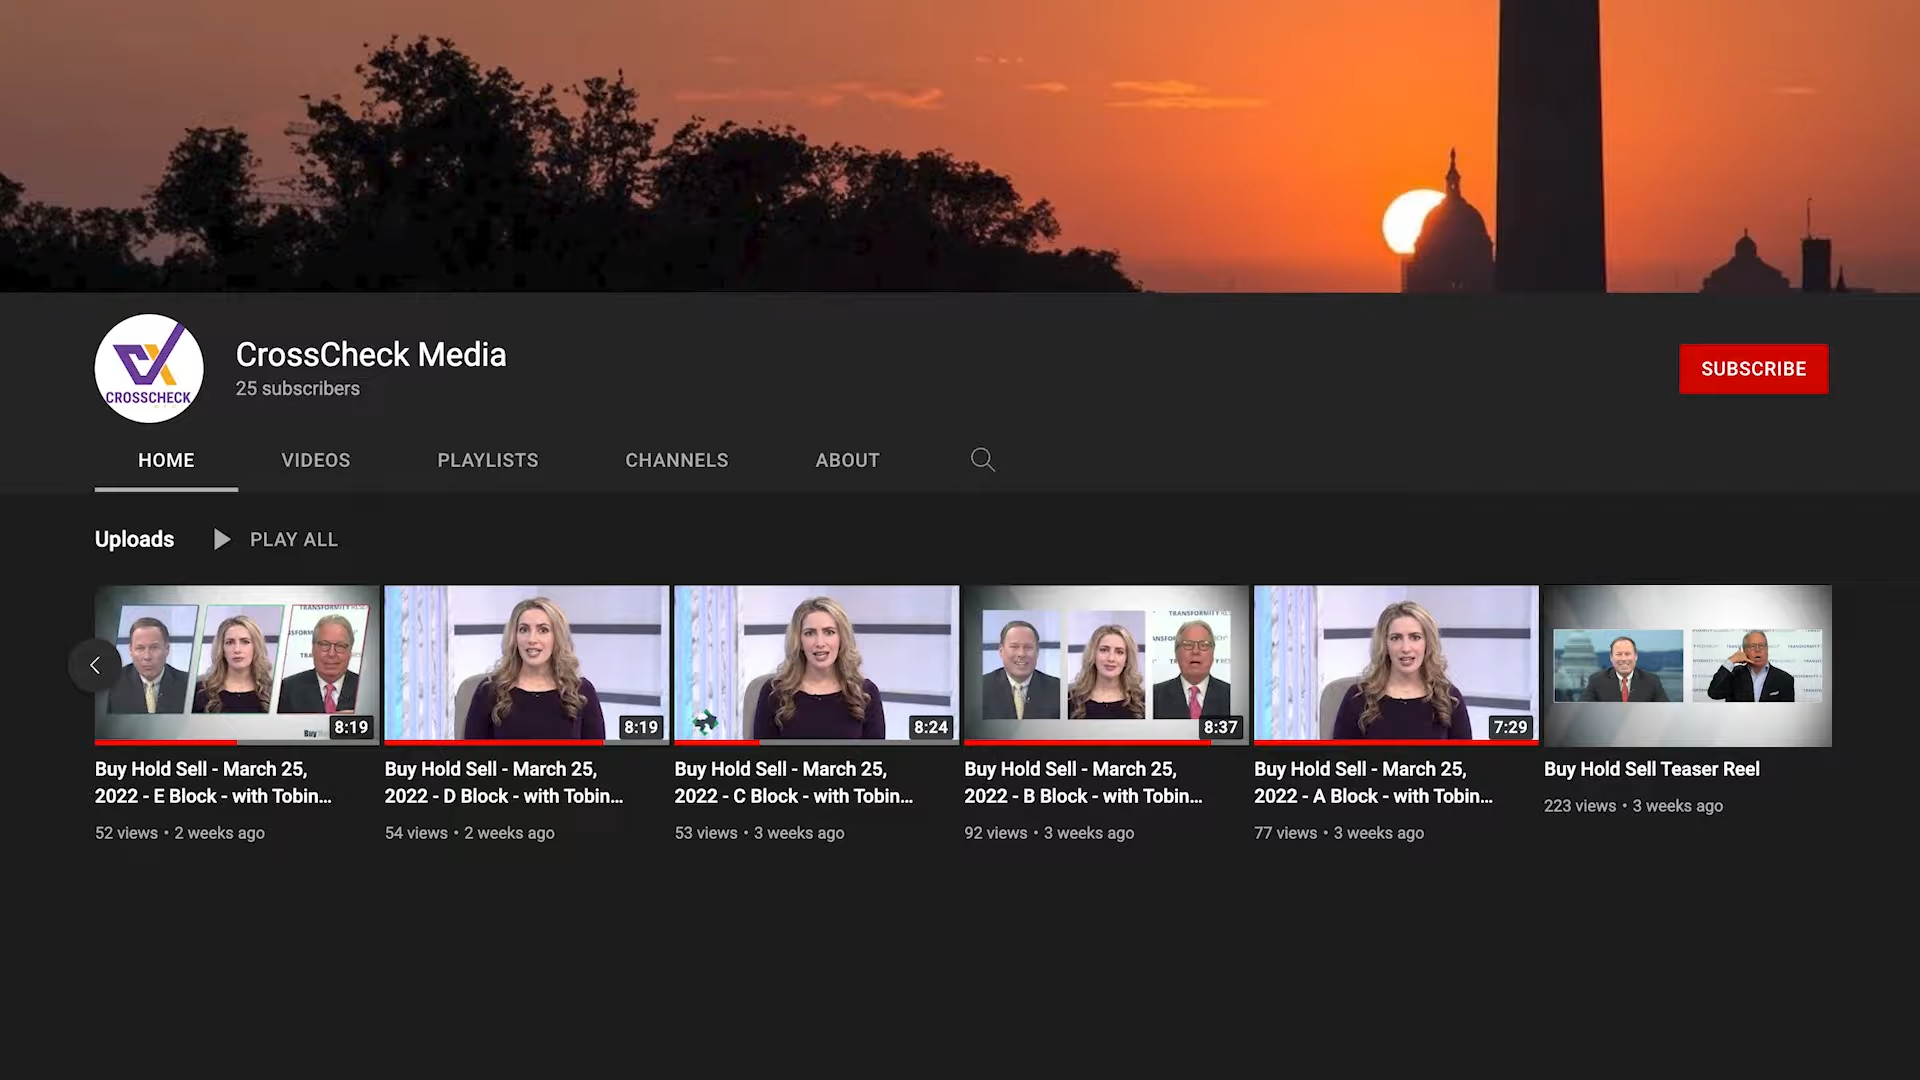 CrossCheck Media
25 subscribers
CROSSCHECK
SUBSCRIBE
HOME
VIDEOS
PLAYLISTS
CHANNELS
ABOUT
Uploads
PLAY ALL
TRANSFORMITY
Buy
8:19
8:19
8:24
TRANSFORMITY
8:37
7:29
Buy Hold Sell - March 25,
2022 - E Block - with Tobin...
52 views • 2 weeks ago
Buy Hold Sell - March 25,
2022 - D Block - with Tobin...
54 views • 2 weeks ago
Buy Hold Sell - March 25,
2022 - C Block - with Tobin...
53 views • 3 weeks ago
Buy Hold Sell - March 25,
2022 - B Block - with Tobin...
92 views • 3 weeks ago
Buy Hold Sell - March 25,
2022 - A Block - with Tobin...
77 views • 3 weeks ago
Buy Hold Sell Teaser Reel
223 views • 3 weeks ago